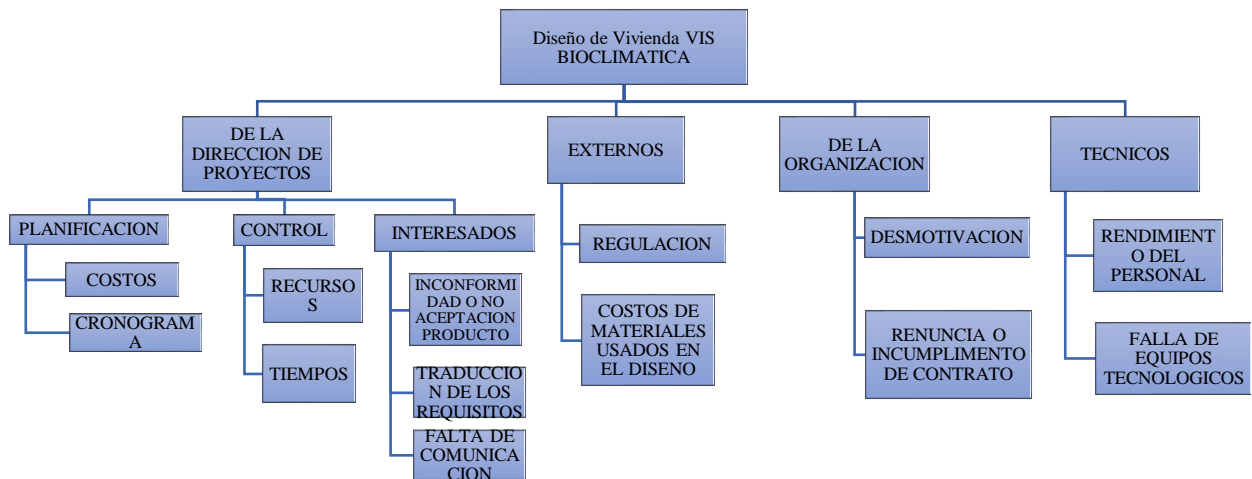 Diseño de Vivienda VIS
BIOCLIMATICA
DE LA
DIRECCION DE
PROYECTOS
EXTERNOS
DE LA
ORGANIZACION
TECNICOS
PLANIFICACION
COSTOS
CRONOGRAM
A
CONTROL
RECURSO
S
TIEMPOS
INTERESADOS
INCONFORMI
DAD O NO
ACEPTACION
PRODUCTO
TRADUCCIO
N DE LOS
REQUISITOS
FALTA DE
COMUNICA
CION
REGULACION
COSTOS DE
MATERIALES
USADOS EN
EL DISENO
DESMOTIVACION
RENUNCIA O
INCUMPLIMENTO
DE CONTRATO
RENDIMIENT
O DEL
PERSONAL
FALLA DE
EQUIPOS
TECNOLOGICOS